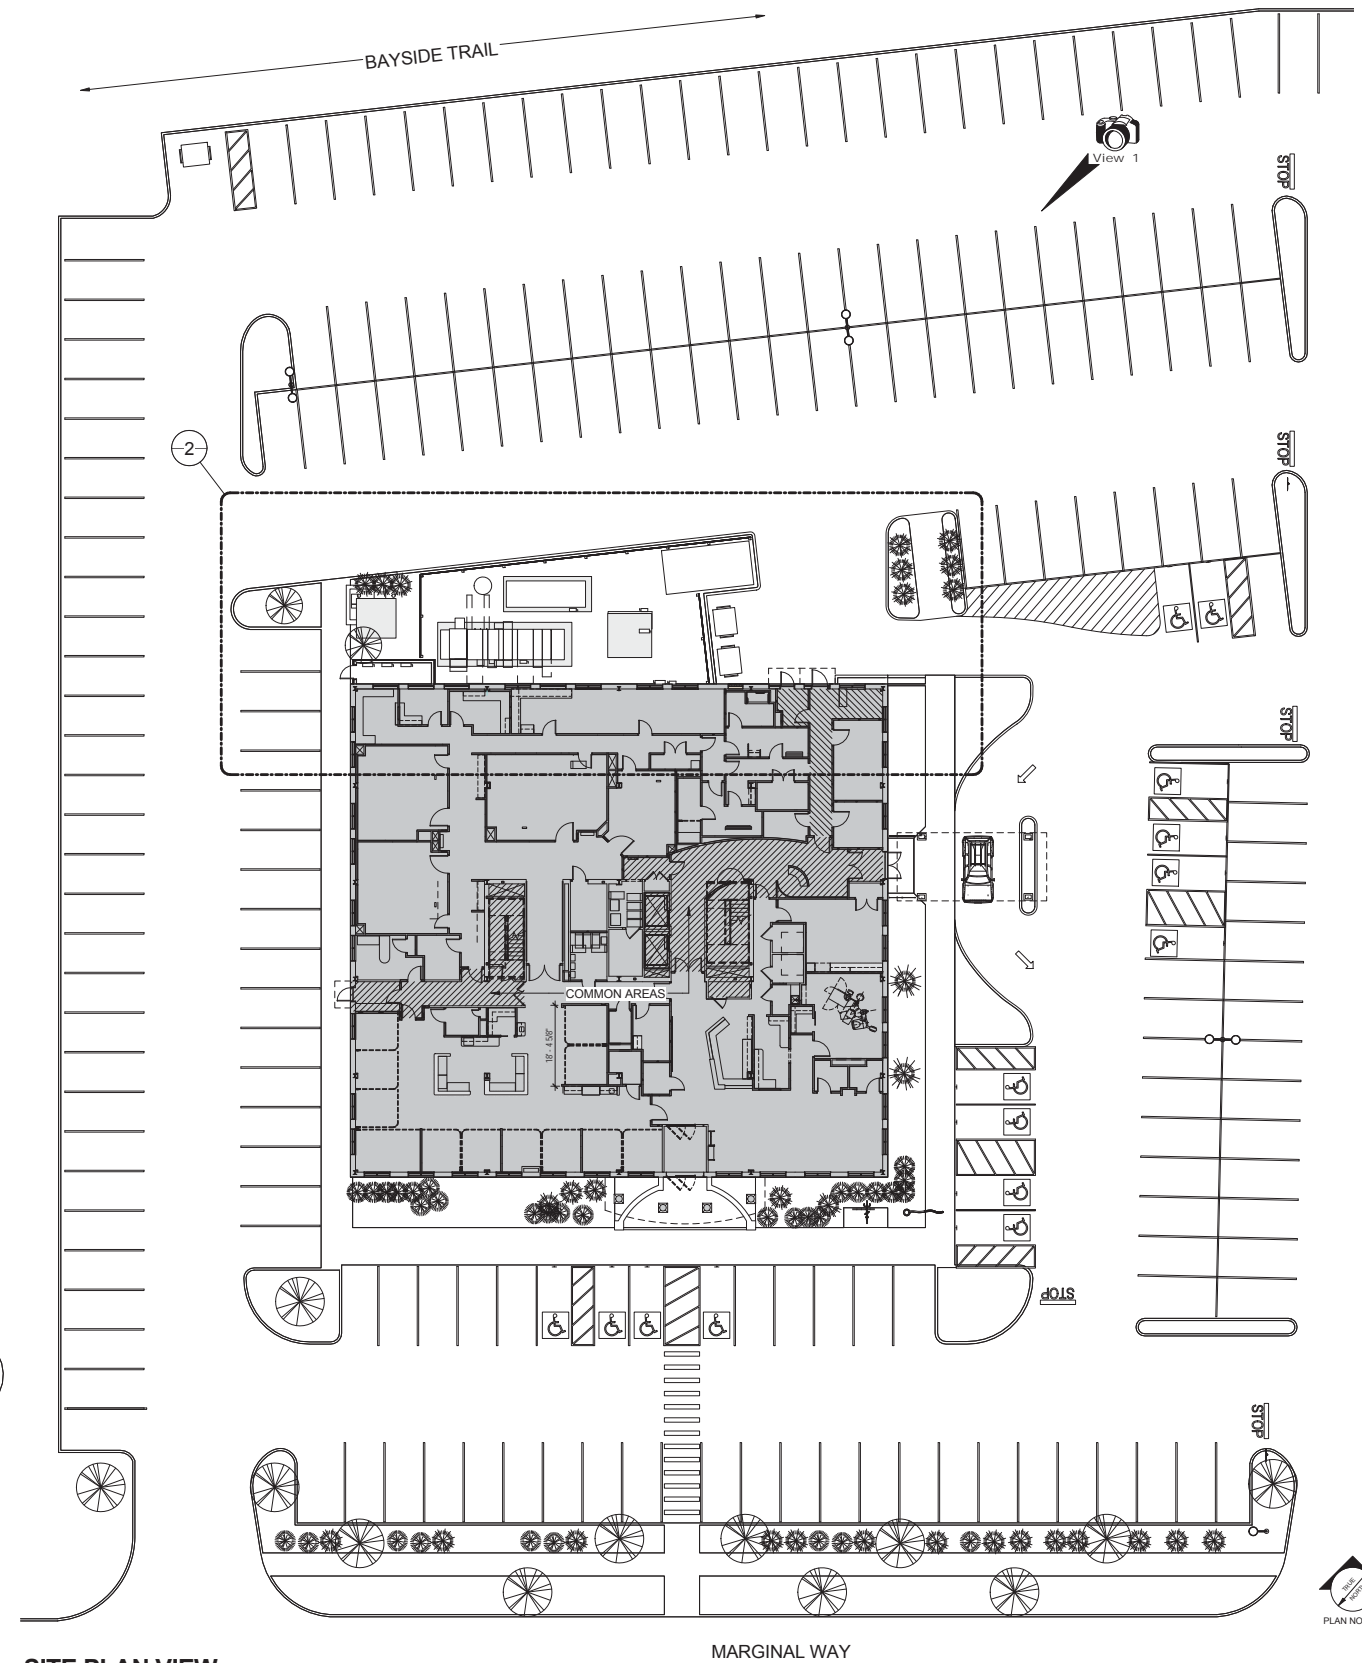 BAYSIDE TRAIL
View 1
STOP
2
STOP
STOP
COMMON AREAS
18' - 4 5/8"
STOP
STOP
TRUE
NORTH
PLAN NO
MARGINAL WAY
SITE PLAN VIEW